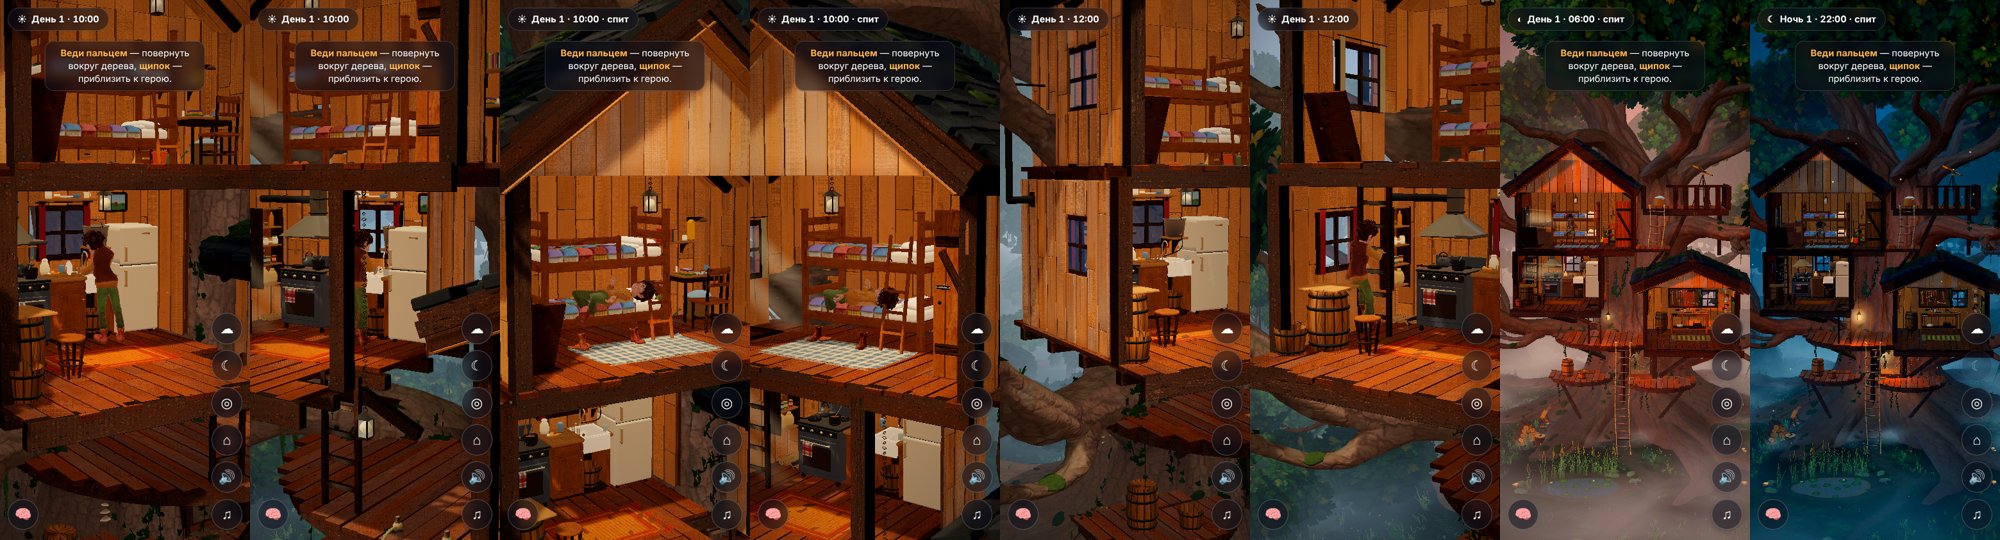 ☀ День 1 · 10:00
Веди пальцем — повернуть
вокруг дерева, щипок —
приблизить к герою.
☀ День 1 · 10:00
Веди пальцем — повернуть
вокруг дерева, щипок —
приблизить к герою.
☀ День 1 · 10:00 · спит
Веди пальцем — повернуть
вокруг дерева, щипок —
приблизить к герою.
☀ День 1 · 10:00 · спит
Веди пальцем — повернуть
вокруг дерева, щипок —
приблизить к герою.
☀ День 1 · 12:00
☀ День 1 · 12:00
День 1 · 06:00 · спит
Веди пальцем — повернуть
вокруг дерева, щипок —
приблизить к герою.
☾ Ночь 1 · 22:00 · спит
Веди пальцем — повернуть
вокруг дерева, щипок —
приблизить к герою.